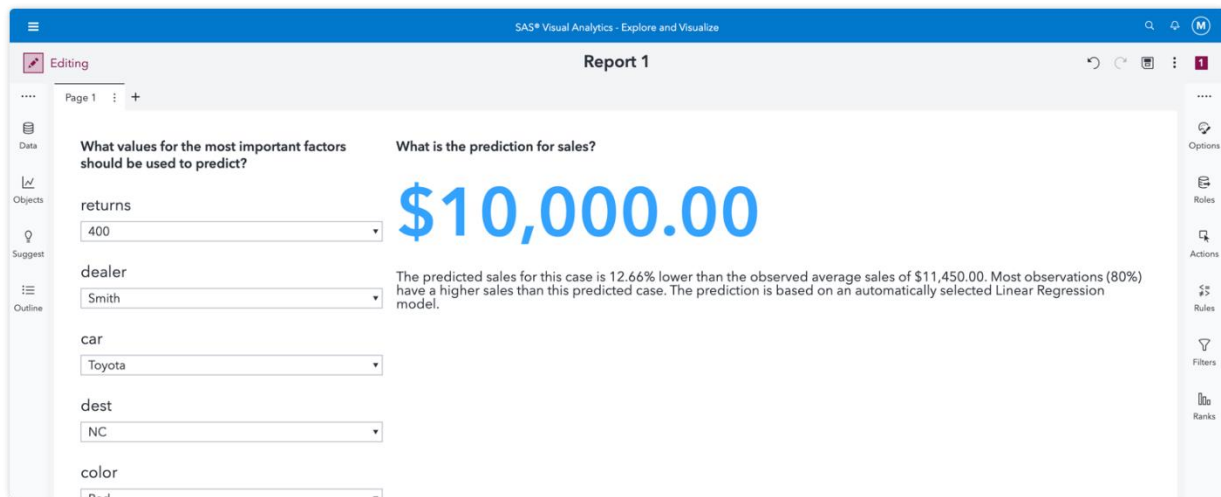 SAS® Visual Analytics - Explore and Visualize
M
Editing
Report 1
1
Page 1
+
Data
Objects
Suggest
Outline
What values for the most important factors
should be used to predict?
returns
400
dealer
Smith
car
Toyota
dest
NC
color
What is the prediction for sales?
$10,000.00
The predicted sales for this case is 12.66% lower than the observed average sales of $11,450.00. Most observations (80%)
have a higher sales than this predicted case. The prediction is based on an automatically selected Linear Regression
model.
Options
Roles
Actions
Rules
Filters
Ranks